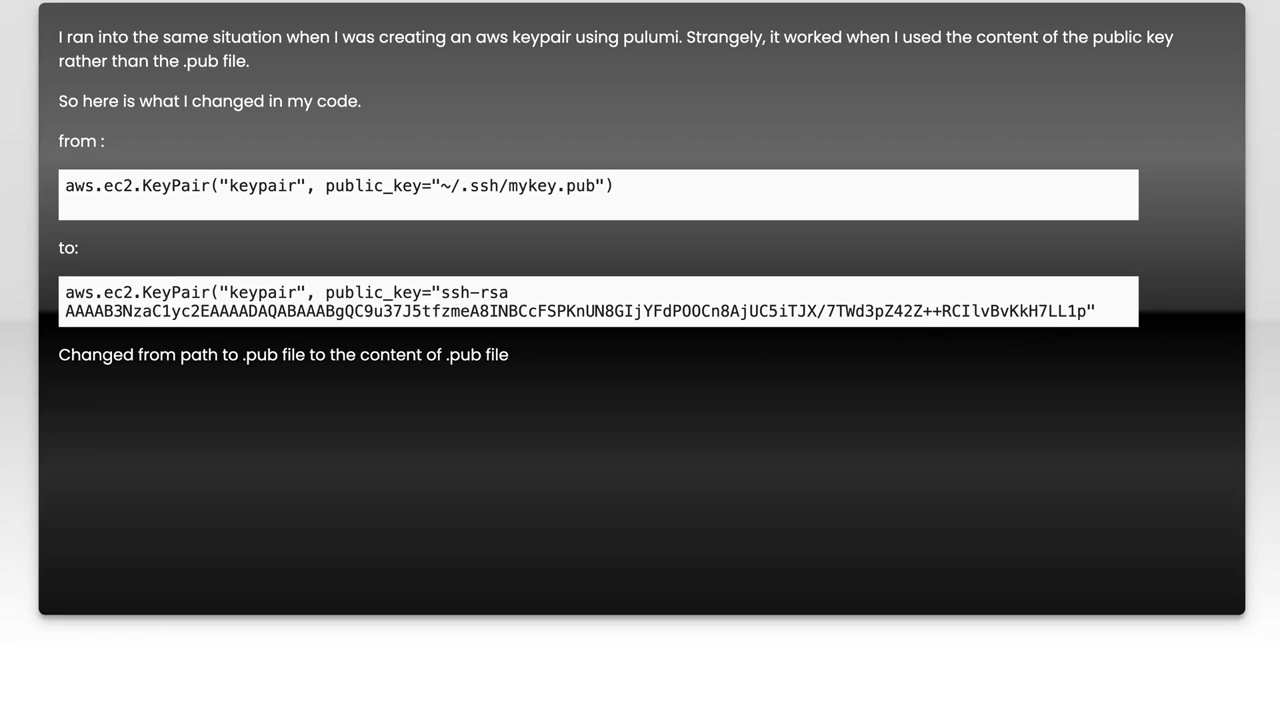 I ran into the same situation when I was creating an aws keypair using pulumi. Strangely, it worked when I used the content of the public key
rather than the .pub file.
So here is what I changed in my code.
from :
aws.ec2.KeyPair("keypair", public_key="~/.ssh/mykey.pub")
to:
aws.ec2.KeyPair("keypair", public_key="ssh-rsa
AAAAB3NzaC1yc2EAAAADAQABAAABgQC9u37J5tfzmeA8INBCcFSPKnUN8GIjYFdPOOCn8AjUC5iTJX/7TWd3pZ42Z++RCIlvBvKkH7LL1p"
Changed from path to .pub file to the content of .pub file